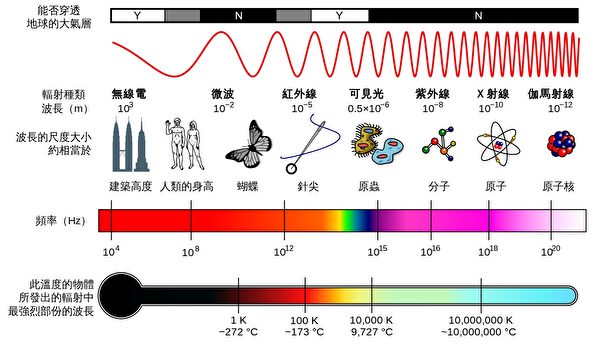 能否穿透
地球的大氣層
Y N Y N
輻射種類
波長（m）
無線電 微波 紅外線 可見光 紫外線 X 射線 伽馬射線
10³ 10⁻² 10⁻⁵ 0.5×10⁻⁶ 10⁻⁸ 10⁻¹⁰ 10⁻¹²
波長的尺度大小
約相當於
建築高度 人類的身高 蝴蝶 針尖 原蟲 分子 原子 原子核
頻率（Hz）
10⁴ 10⁸ 10¹² 10¹⁵ 10¹⁶ 10¹⁸ 10²⁰
此溫度的物體
所發出的輻射中
最強烈部份的波長
1 K 100 K 10,000 K 10,000,000 K
−272 °C −173 °C 9,727 °C ~10,000,000 °C